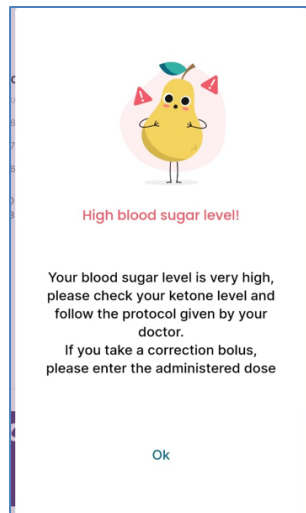 High blood sugar level!
Your blood sugar level is very high,
please check your ketone level and
follow the protocol given by your
doctor.
If you take a correction bolus,
please enter the administered dose
Ok